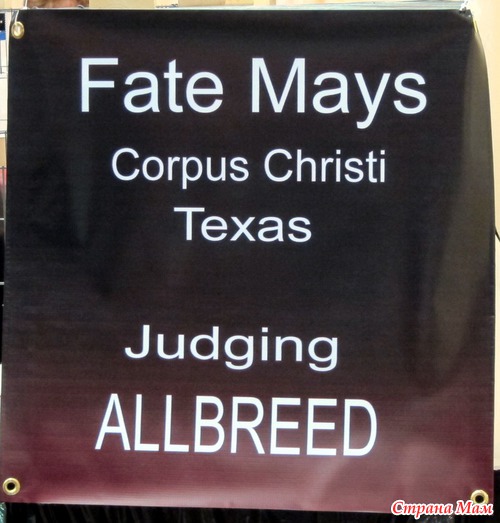 Fate Mays
Corpus Christi
Texas
Judging
ALLBREED
Страна Мам